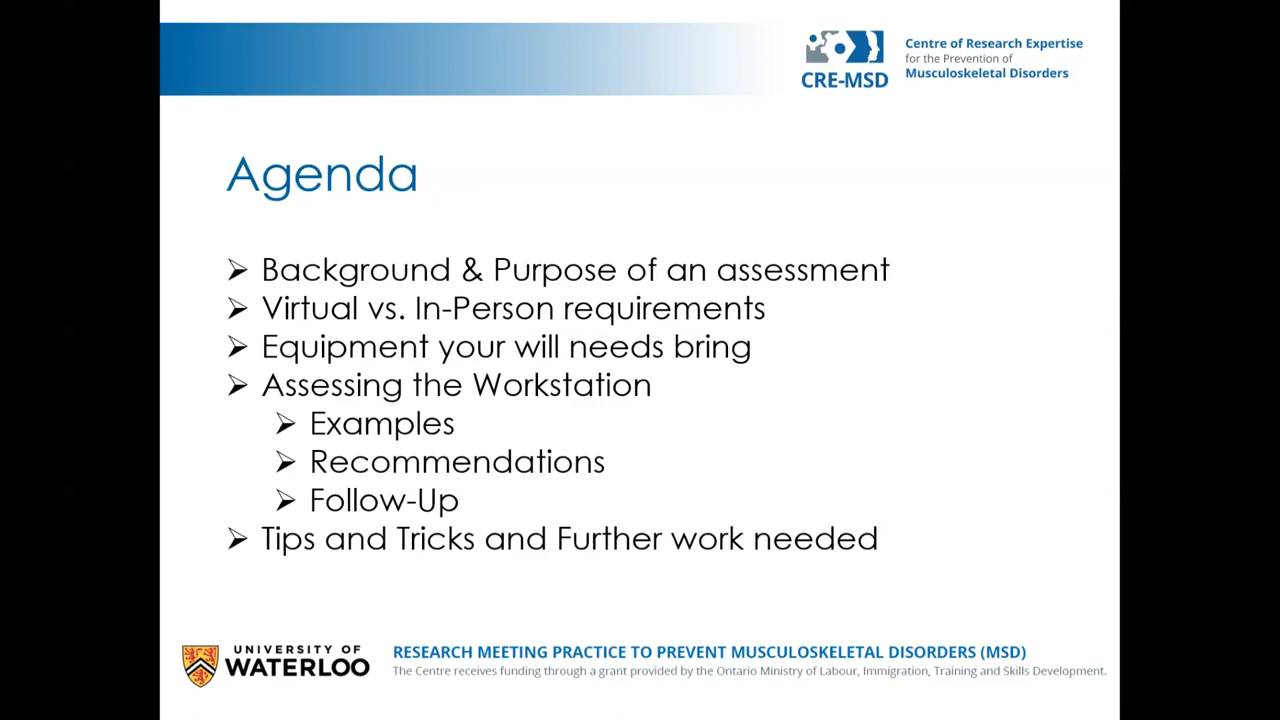 CRE-MSD
Centre of Research Expertise
for the Prevention of
Musculoskeletal Disorders
Agenda
Background & Purpose of an assessment
Virtual vs. In-Person requirements
Equipment your will needs bring
Assessing the Workstation
Examples
Recommendations
Follow-Up
Tips and Tricks and Further work needed
UNIVERSITY OF
WATERLOO
RESEARCH MEETING PRACTICE TO PREVENT MUSCULOSKELETAL DISORDERS (MSD)
The Centre receives funding through a grant provided by the Ontario Ministry of Labour, Immigration, Training and Skills Development.